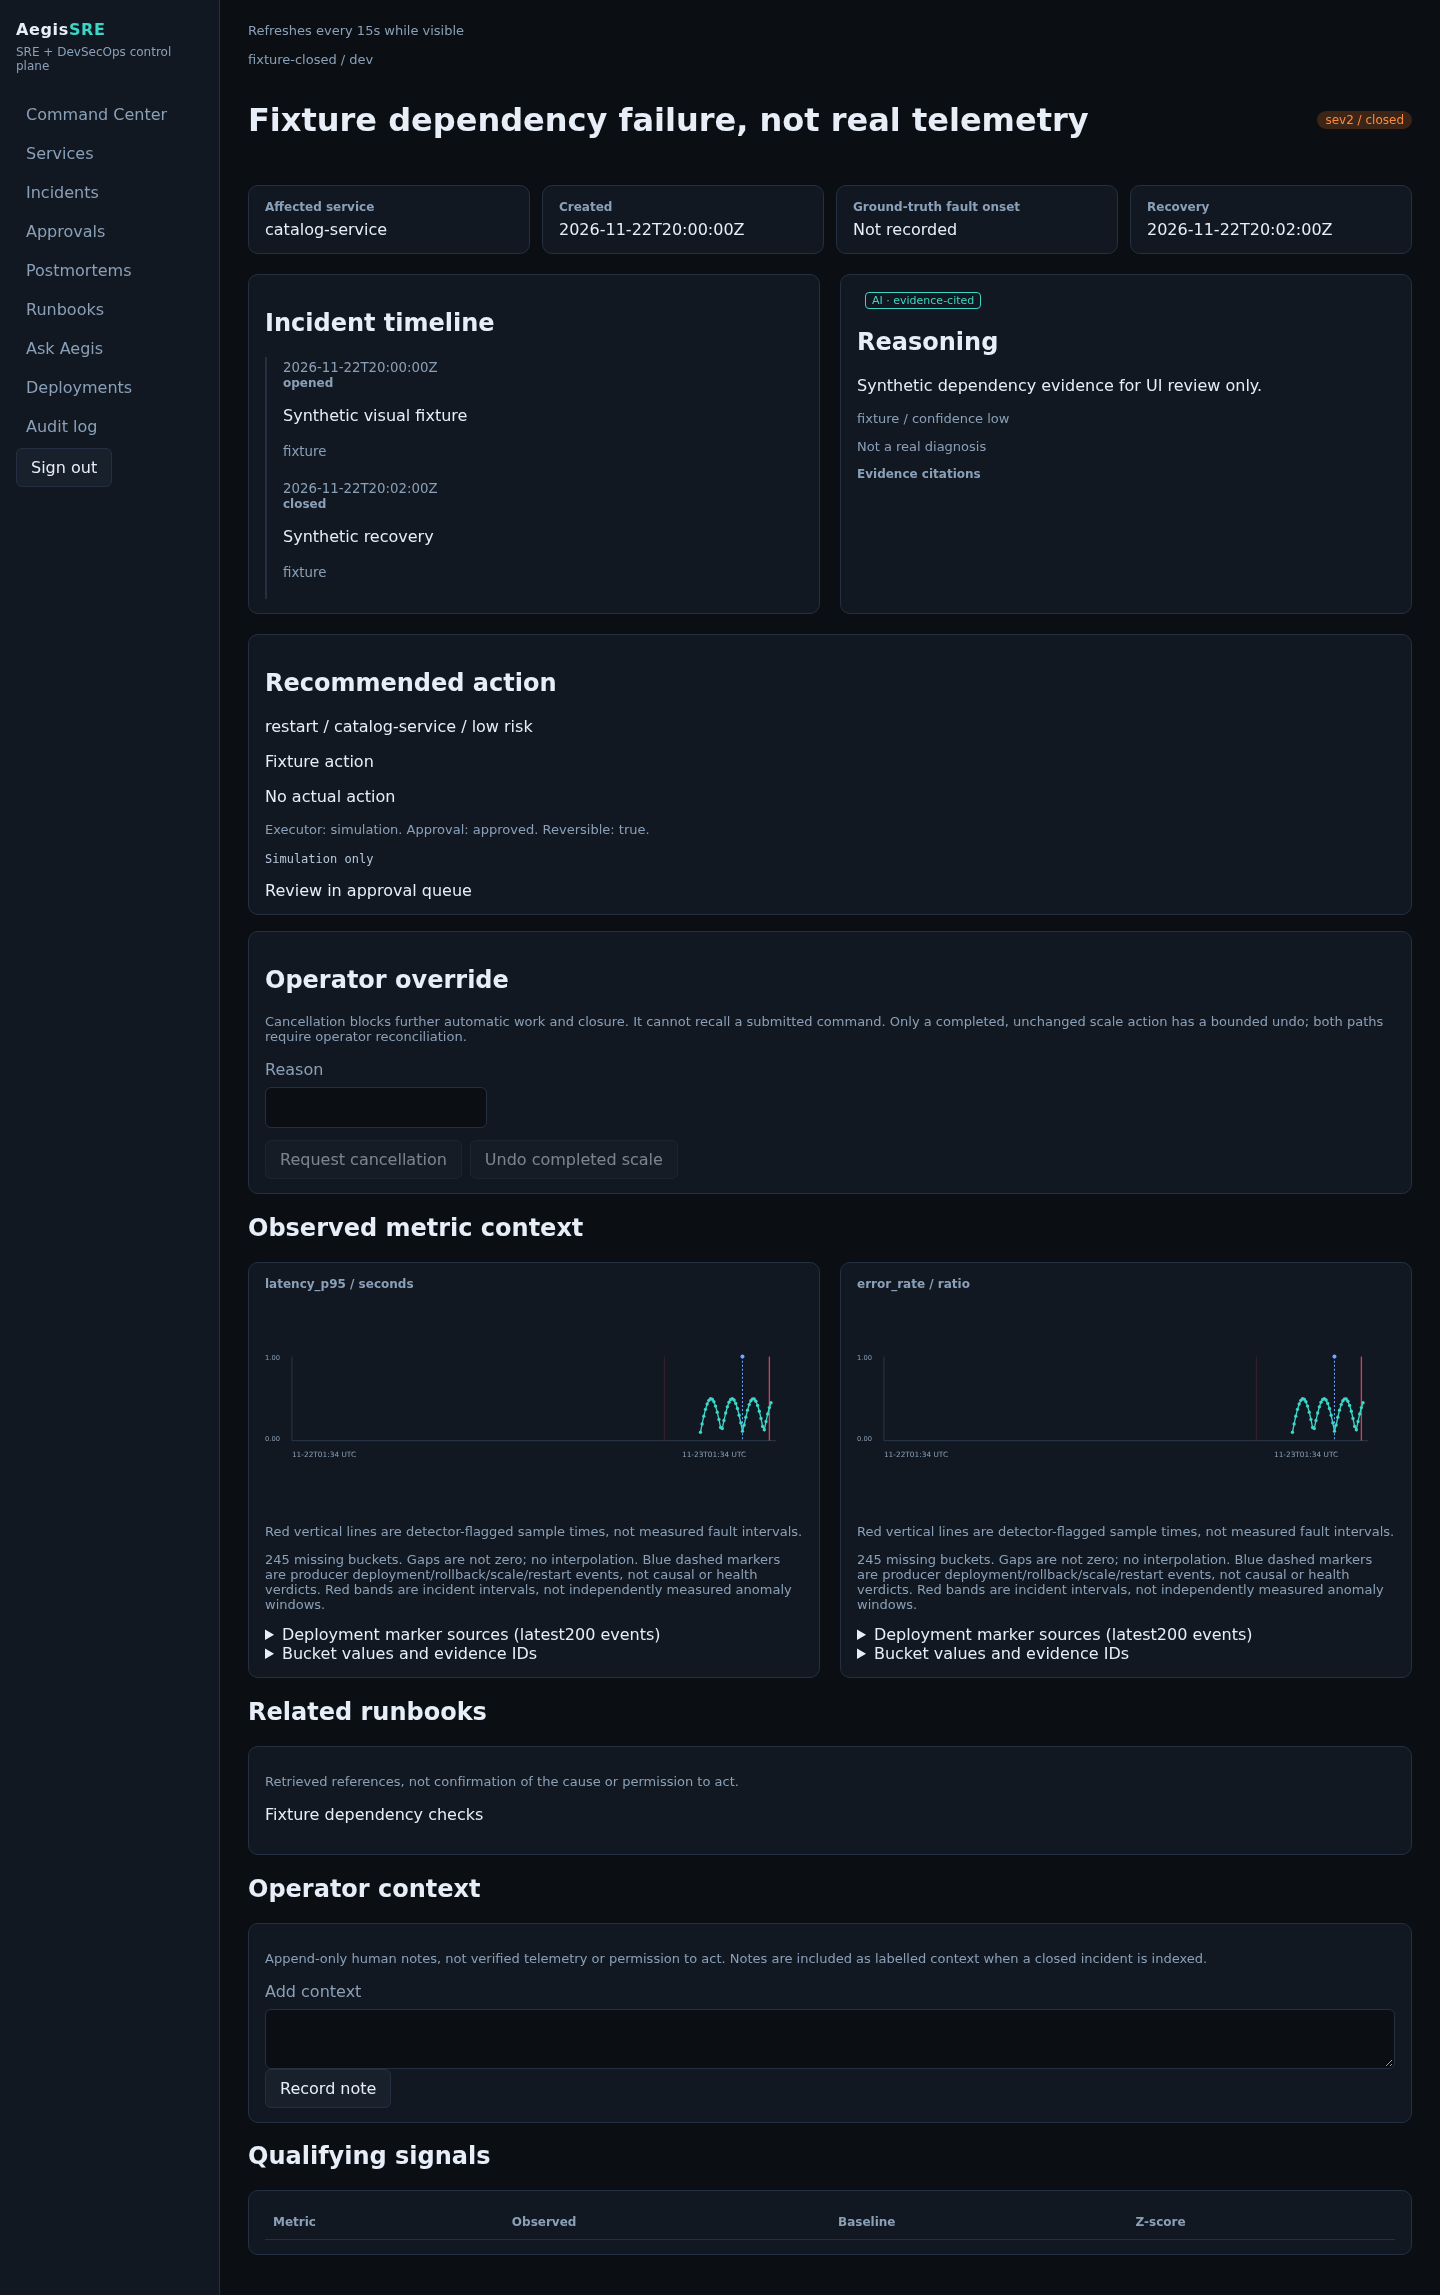 AegisSRE
SRE + DevSecOps control
plane
Command Center
Services
Incidents
Approvals
Postmortems
Runbooks
Ask Aegis
Deployments
Audit log
Sign out
Refreshes every 15s while visible
fixture-closed / dev
Fixture dependency failure, not real telemetry
sev2 / closed
Affected service
catalog-service
Created
2026-11-22T20:00:00Z
Ground-truth fault onset
Not recorded
Recovery
2026-11-22T20:02:00Z
Incident timeline
2026-11-22T20:00:00Z
opened
Synthetic visual fixture
fixture
2026-11-22T20:02:00Z
closed
Synthetic recovery
fixture
AI · evidence-cited
Reasoning
Synthetic dependency evidence for UI review only.
fixture / confidence low
Not a real diagnosis
Evidence citations
Recommended action
restart / catalog-service / low risk
Fixture action
No actual action
Executor: simulation. Approval: approved. Reversible: true.
Simulation only
Review in approval queue
Operator override
Cancellation blocks further automatic work and closure. It cannot recall a submitted command. Only a completed, unchanged scale action has a bounded undo; both paths
require operator reconciliation.
Reason
Request cancellation
Undo completed scale
Observed metric context
latency_p95 / seconds
1.00
0.00
11-22T01:34 UTC
11-23T01:34 UTC
Red vertical lines are detector-flagged sample times, not measured fault intervals.
245 missing buckets. Gaps are not zero; no interpolation. Blue dashed markers
are producer deployment/rollback/scale/restart events, not causal or health
verdicts. Red bands are incident intervals, not independently measured anomaly
windows.
Deployment marker sources (latest200 events)
Bucket values and evidence IDs
error_rate / ratio
1.00
0.00
11-22T01:34 UTC
11-23T01:34 UTC
Red vertical lines are detector-flagged sample times, not measured fault intervals.
245 missing buckets. Gaps are not zero; no interpolation. Blue dashed markers
are producer deployment/rollback/scale/restart events, not causal or health
verdicts. Red bands are incident intervals, not independently measured anomaly
windows.
Deployment marker sources (latest200 events)
Bucket values and evidence IDs
Related runbooks
Retrieved references, not confirmation of the cause or permission to act.
Fixture dependency checks
Operator context
Append-only human notes, not verified telemetry or permission to act. Notes are included as labelled context when a closed incident is indexed.
Add context
Record note
Qualifying signals
Metric
Observed
Baseline
Z-score